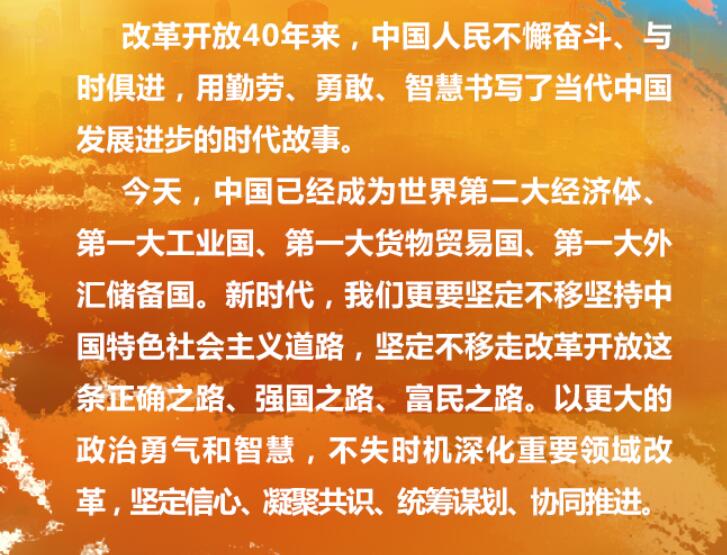 改革开放40年来，中国人民不懈奋斗、与
时俱进，用勤劳、勇敢、智慧书写了当代中国
发展进步的时代故事。
今天，中国已经成为世界第二大经济体、
第一大工业国、第一大货物贸易国、第一大外
汇储备国。新时代，我们更要坚定不移坚持中
国特色社会主义道路，坚定不移走改革开放这
条正确之路、强国之路、富民之路。以更大的
政治勇气和智慧，不失时机深化重要领域改
革，坚定信心、凝聚共识、统筹谋划、协同推进。